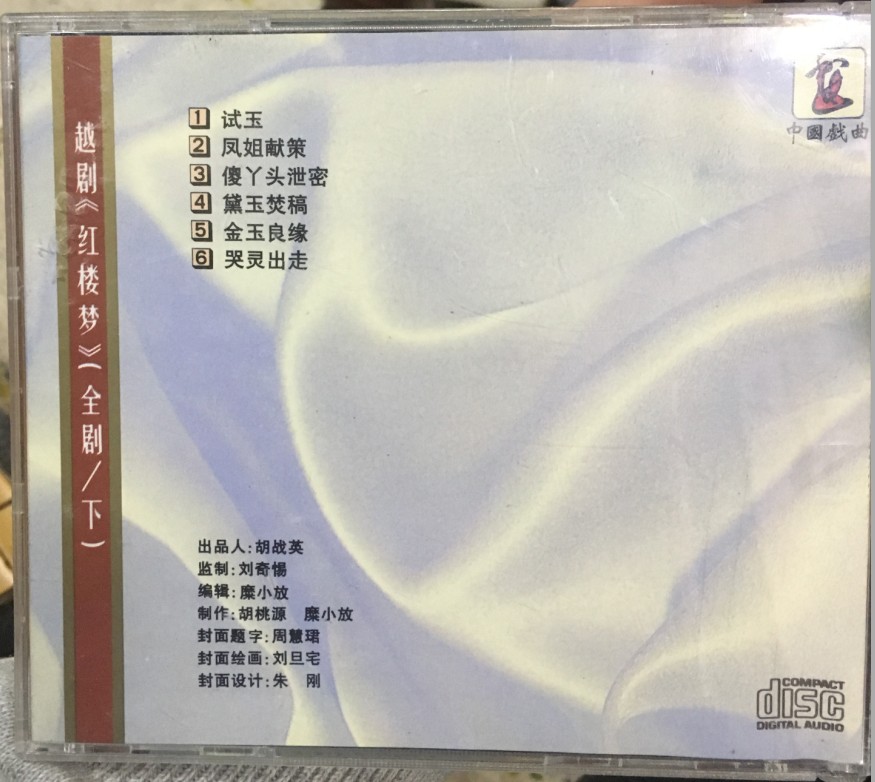 越剧《红楼梦》(全剧/下)
1 试玉
2 凤姐献策
3 傻丫头泄密
4 黛玉焚稿
5 金玉良缘
6 哭灵出走
中國戯曲
出品人:胡战英
监制:刘奇惕
编辑:糜小放
制作:胡桃源 糜小放
封面题字:周慧珺
封面绘画:刘旦宅
封面设计:朱 刚
COMPACT
disc
DIGITAL AUDIO